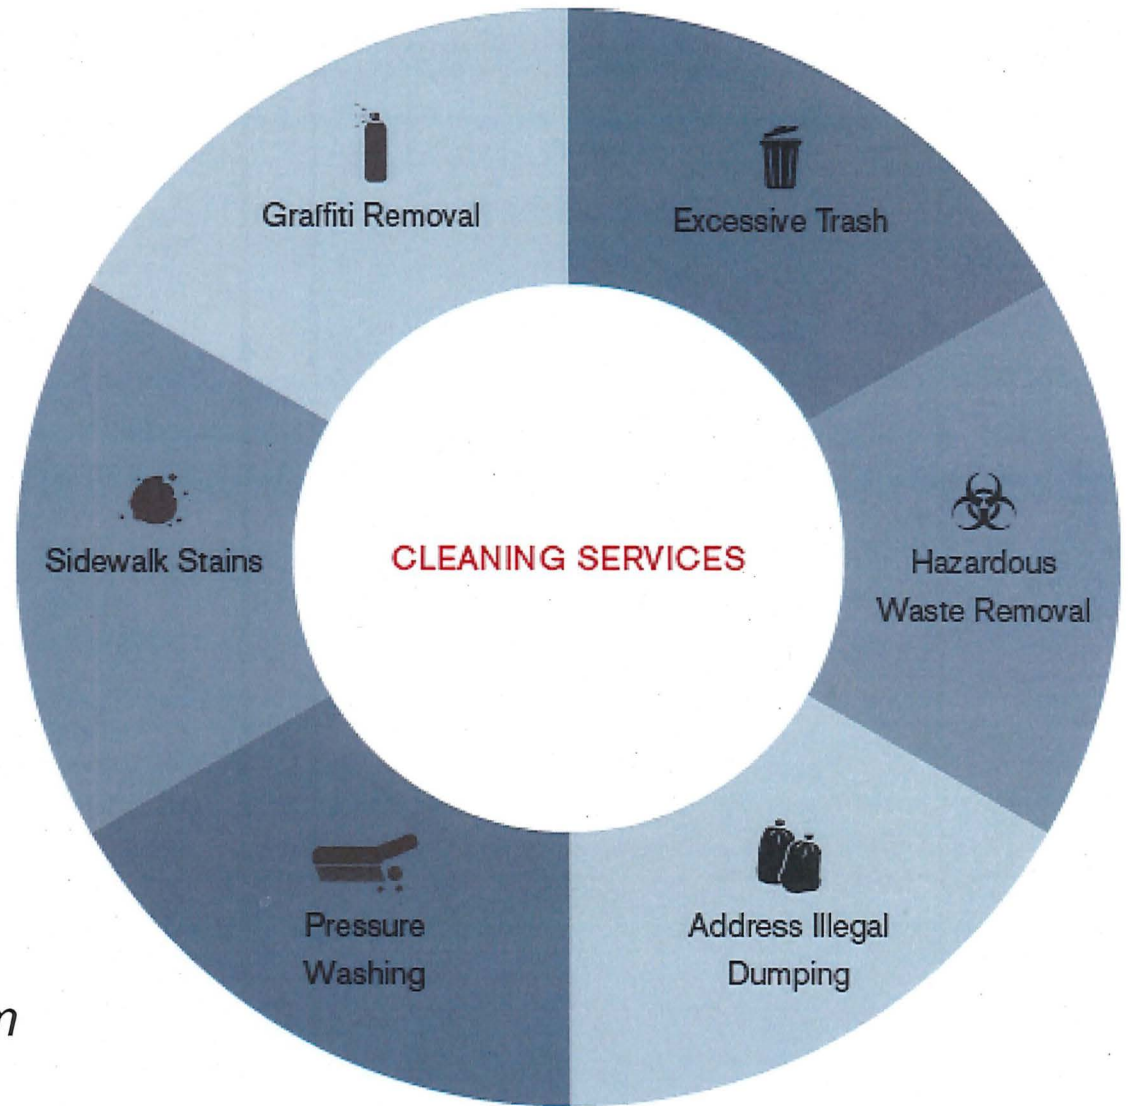 Graffiti Removal
Excessive Trash
Sidewalk Stains
CLEANING SERVICES
Hazardous
Waste Removal
Pressure
Washing
Address Illegal
Dumping